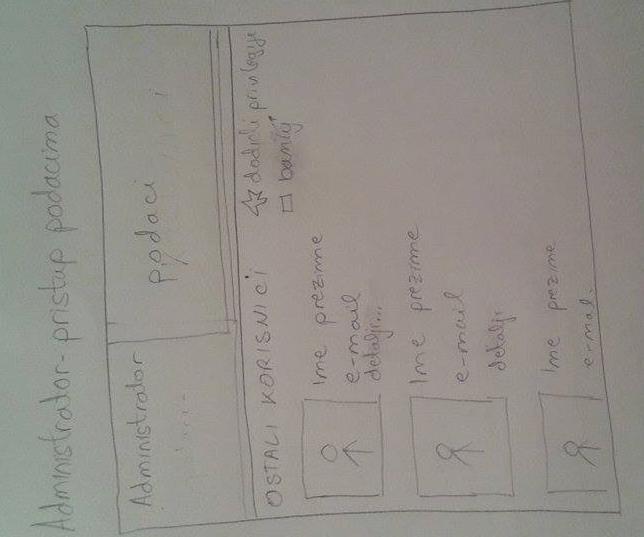 Administrator - pristup podacima
Administrator
podaci
OSTALI KORISNICI
dodjeli privilegije
banuj
Ime prezime
e-mail
detalji...
Ime prezime
e-mail
detalji
Ime prezime
e-mail